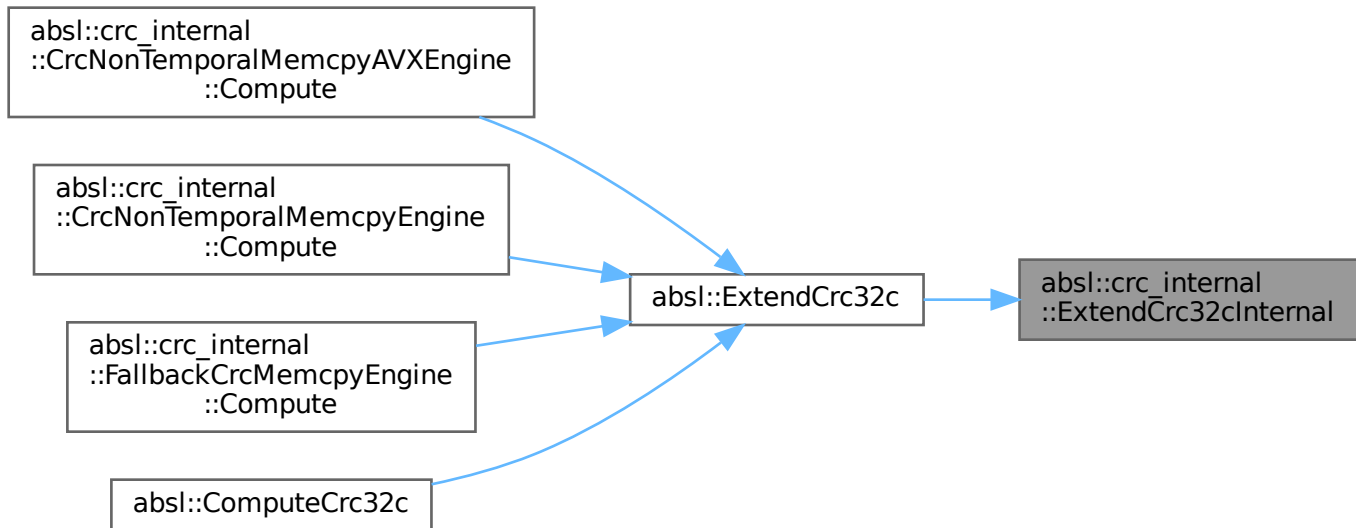 absl::crc_internal
::CrcNonTemporalMemcpyAVXEngine
::Compute
absl::crc_internal
::CrcNonTemporalMemcpyEngine
::Compute
absl::crc_internal
::FallbackCrcMemcpyEngine
::Compute
absl::ComputeCrc32c
absl::ExtendCrc32c
absl::crc_internal
::ExtendCrc32cInternal